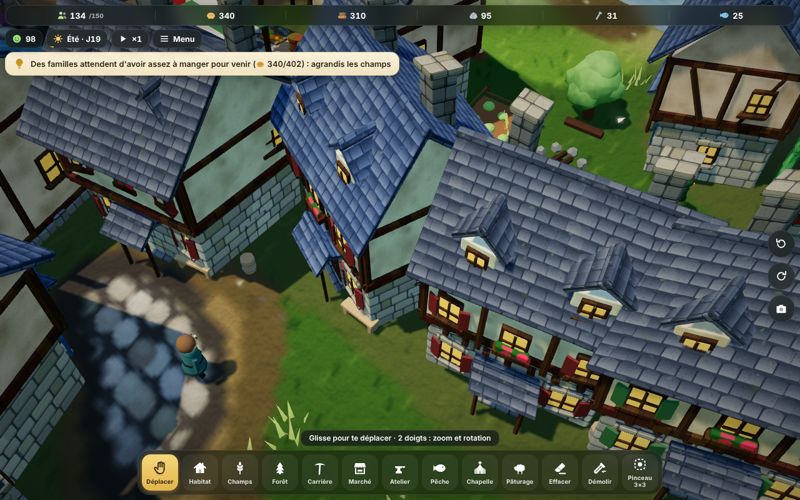 134 /150
340
310
95
31
25
98
Été · J19
×1
Menu
Des familles attendent d'avoir assez à manger pour venir ( 340/402) : agrandis les champs
Glisse pour te déplacer · 2 doigts : zoom et rotation
Déplacer
Habitat
Champs
Forêt
Carrière
Marché
Atelier
Pêche
Chapelle
Pâturage
Effacer
Démolir
Pinceau
3×3